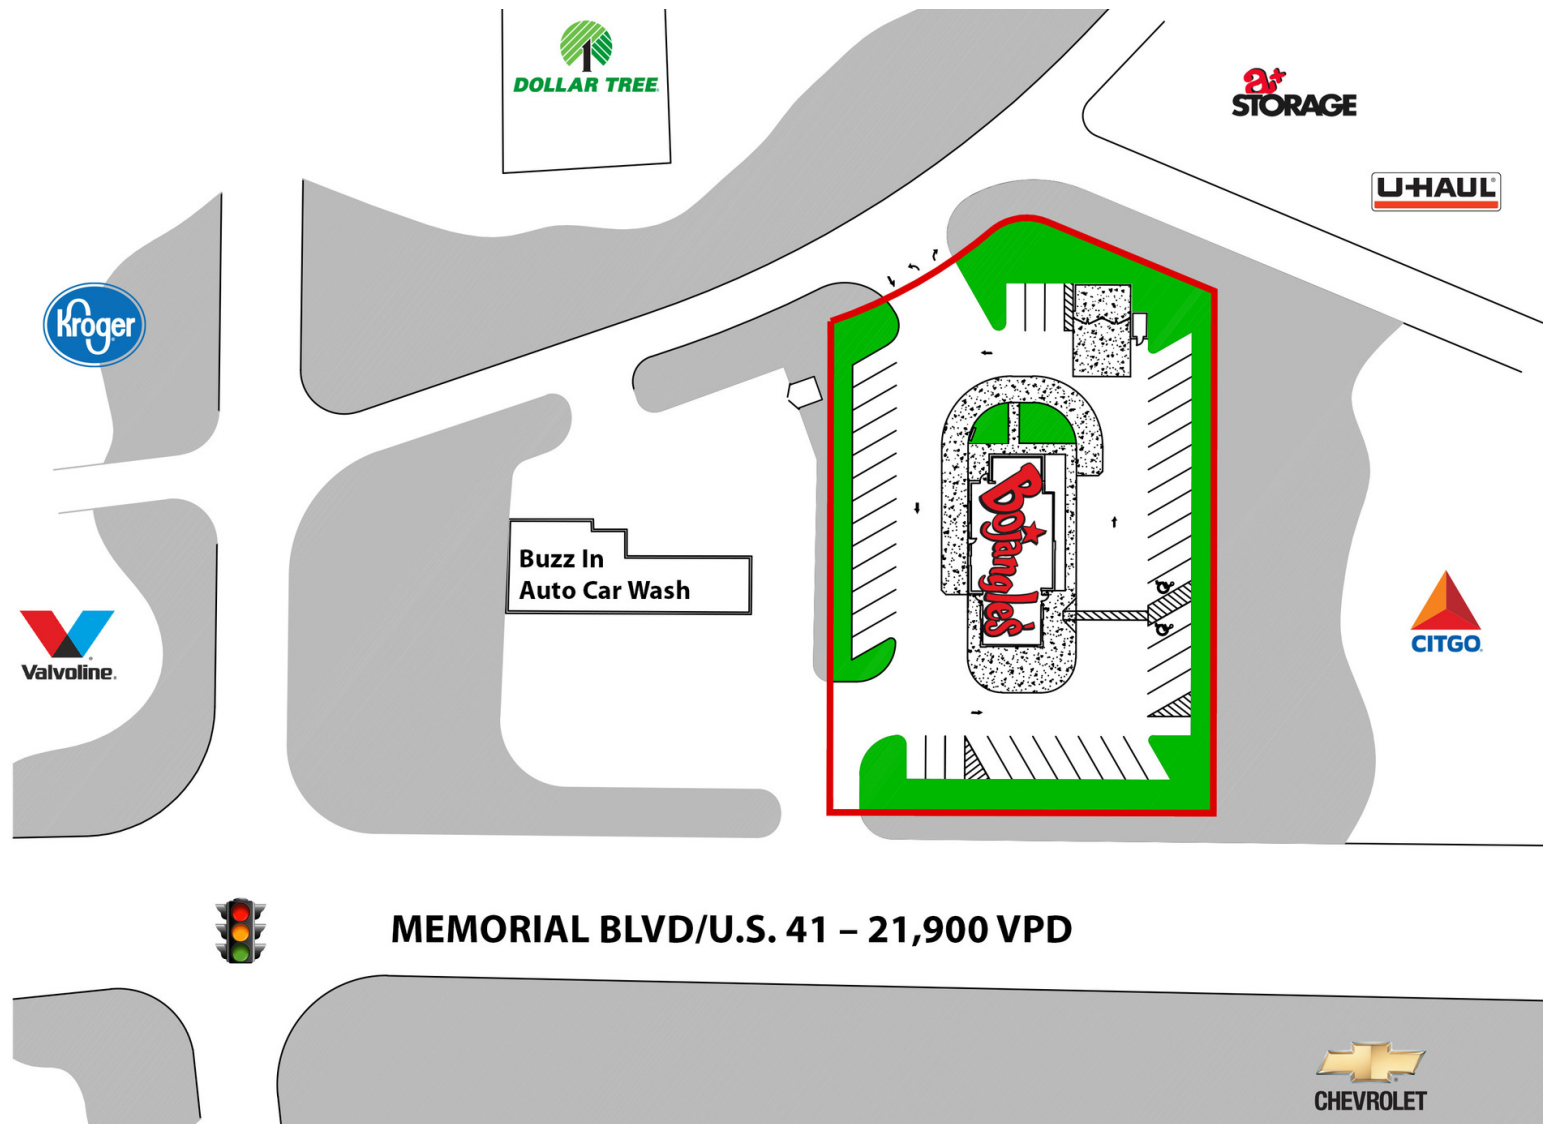 DOLLAR TREE
a+
STORAGE
U-HAUL
Kroger
Bojangles'
Buzz In
Auto Car Wash
Valvoline
CITGO
MEMORIAL BLVD/U.S. 41 – 21,900 VPD
CHEVROLET